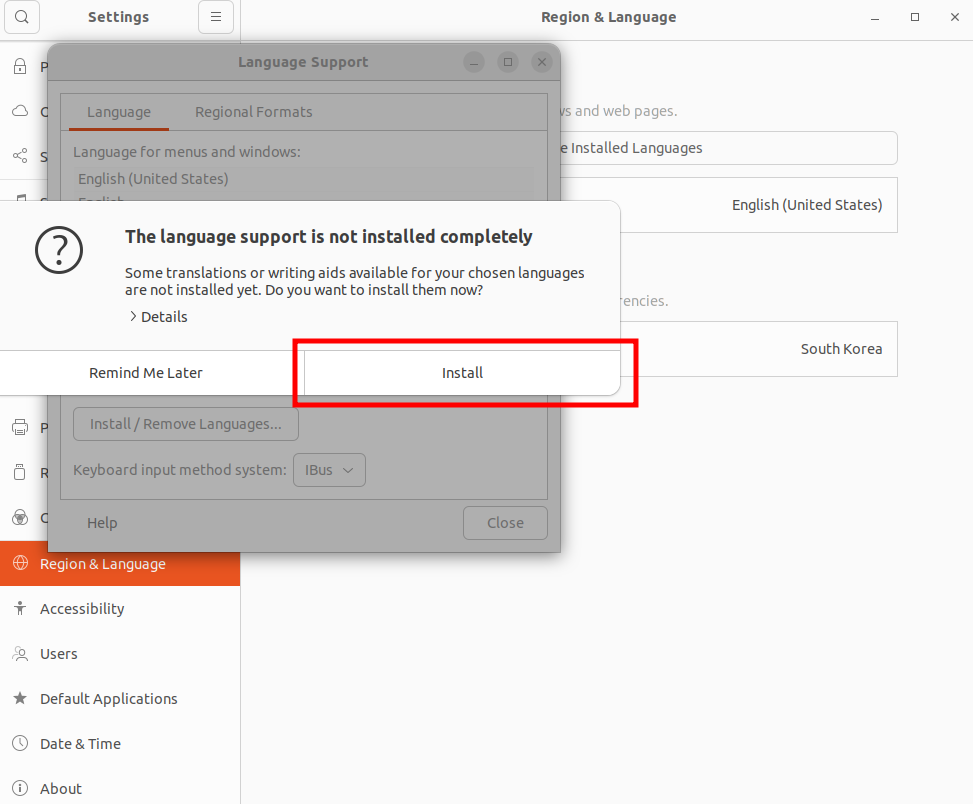 Settings
Region & Language
Language Support
Language
Regional Formats
ws and web pages.
Language for menus and windows:
e Installed Languages
English (United States)
English
English (United States)
The language support is not installed completely
Some translations or writing aids available for your chosen languages
are not installed yet. Do you want to install them now?
rencies.
Details
South Korea
Remind Me Later
Install
P
C
S
P
Install / Remove Languages...
R
Keyboard input method system:
IBus
C
Help
Close
Region & Language
Accessibility
Users
Default Applications
Date & Time
About